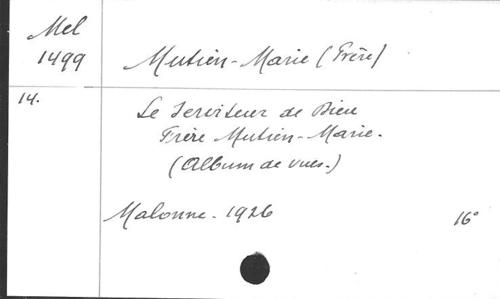 Mel
1499
Mutien-Marie (Frère)
14.
Le Serviteur de Dieu
Frère Mutien-Marie.
(Album de vues.)
Malonne. 1926
16°